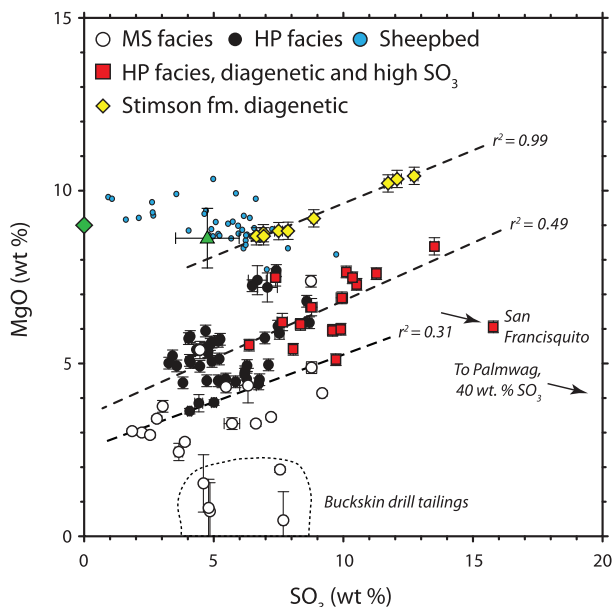 15
MS facies HP facies Sheepbed
HP facies, diagenetic and high SO₃
Stimson fm. diagenetic
r² = 0.99
10
r² = 0.49
MgO (wt %)
San
Francisquito
r² = 0.31
5
To Palmwag,
40 wt. % SO₃
Buckskin drill tailings
0
0 5 10 15 20
SO₃ (wt %)